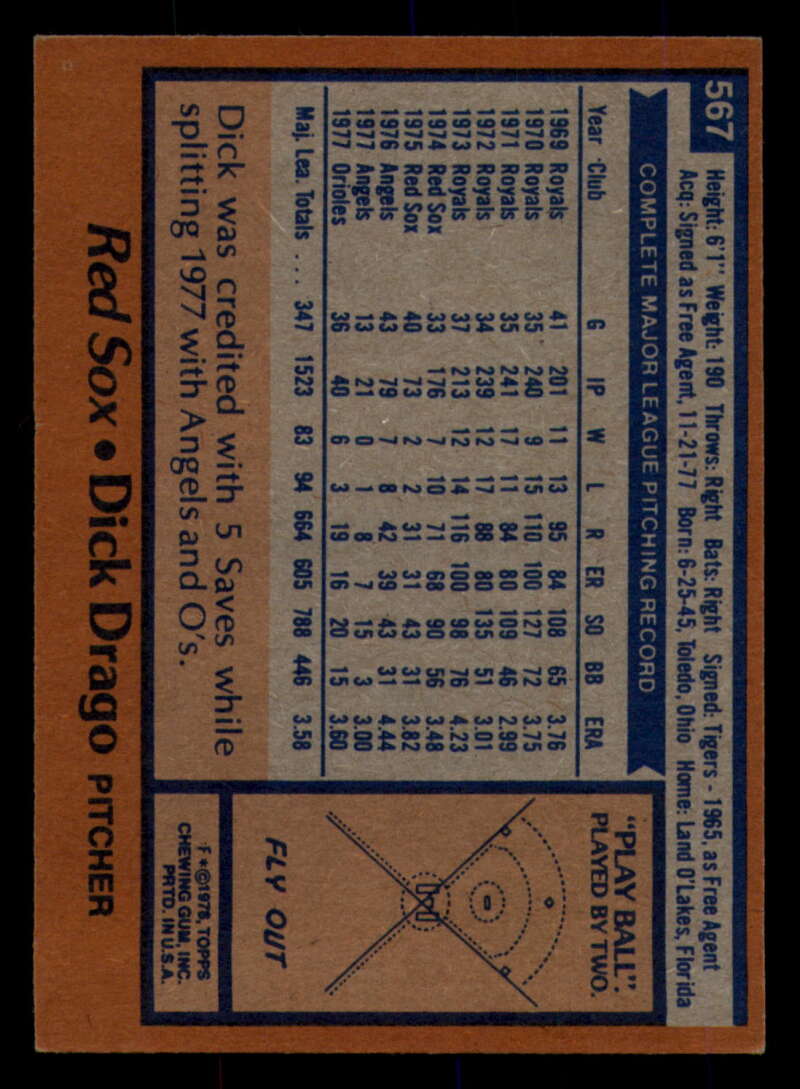 567
Height: 6'1" Weight: 190 Throws: Right Bats: Right Signed: Tigers - 1965, as Free Agent
Acq: Signed as Free Agent, 11-21-77 Born: 6-25-45, Toledo, Ohio Home: Land O'Lakes, Florida
COMPLETE MAJOR LEAGUE PITCHING RECORD
Year Club G IP W L R ER SO BB ERA
1969 Royals 41 201 11 13 95 84 108 65 3.76
1970 Royals 35 240 9 15 110 100 127 72 3.75
1971 Royals 35 241 17 11 84 80 109 46 2.99
1972 Royals 34 239 12 17 88 80 135 51 3.01
1973 Royals 37 213 12 14 116 100 98 76 4.23
1974 Red Sox 33 176 7 10 71 68 90 56 3.48
1975 Red Sox 40 73 2 2 31 31 43 31 3.82
1976 Angels 43 79 7 8 42 39 43 31 4.44
1977 Angels 13 21 0 1 8 7 15 3 3.00
1977 Orioles 36 40 6 3 19 16 20 15 3.60
Maj. Lea. Totals ... 347 1523 83 94 664 605 788 446 3.58
Dick was credited with 5 Saves while
splitting 1977 with Angels and O's.
"PLAY BALL".
PLAYED BY TWO.
FLY OUT
F*©1978, TOPPS
CHEWING GUM, INC.
PRTD. IN U.S.A.
Red Sox • Dick Drago PITCHER